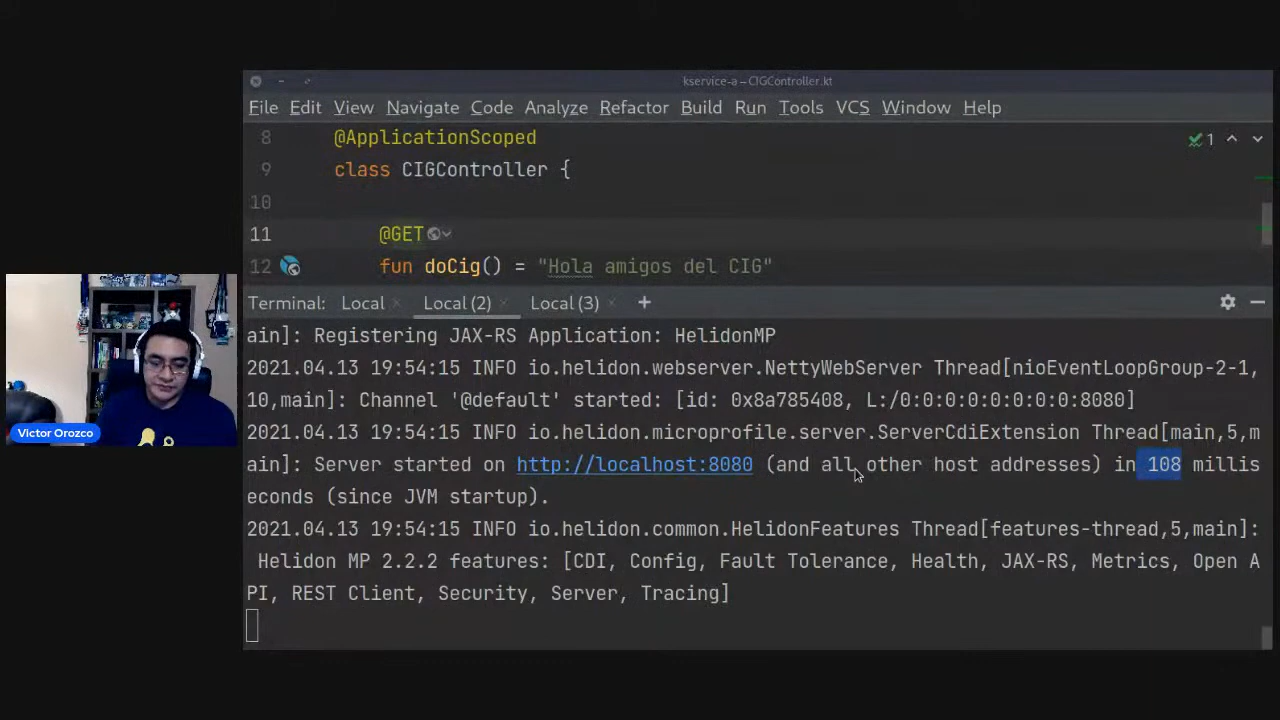 kservice-a – CIGController.kt
File Edit View Navigate Code Analyze Refactor Build Run Tools VCS Window Help
8 @ApplicationScoped
1
9 class CIGController {
10
11 @GET
12 fun doCig() = "Hola amigos del CIG"
Terminal: Local Local (2) Local (3) +
ain]: Registering JAX-RS Application: HelidonMP
2021.04.13 19:54:15 INFO io.helidon.webserver.NettyWebServer Thread[nioEventLoopGroup-2-1,
10,main]: Channel '@default' started: [id: 0x8a785408, L:/0:0:0:0:0:0:0:0:8080]
2021.04.13 19:54:15 INFO io.helidon.microprofile.server.ServerCdiExtension Thread[main,5,m
ain]: Server started on http://localhost:8080 (and all other host addresses) in 108 millis
econds (since JVM startup).
2021.04.13 19:54:15 INFO io.helidon.common.HelidonFeatures Thread[features-thread,5,main]:
Helidon MP 2.2.2 features: [CDI, Config, Fault Tolerance, Health, JAX-RS, Metrics, Open A
PI, REST Client, Security, Server, Tracing]
Victor Orozco